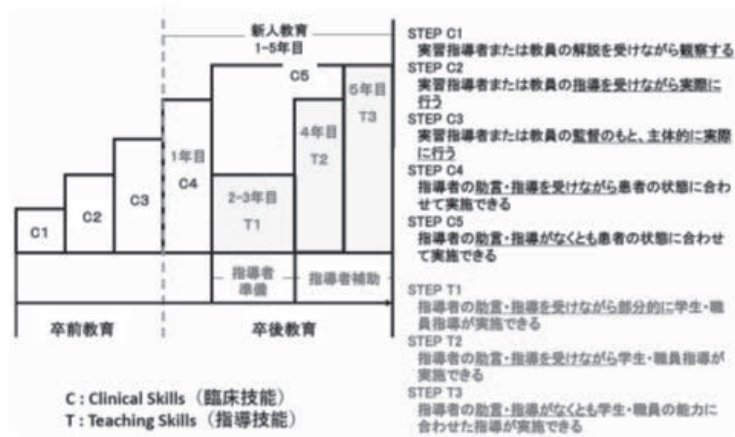 新人教育
1-5年目
C5
5年目
T3
4年目
T2
1年目
C4
2-3年目
T1
C3
C2
C1
指導者
準備
指導者補助
卒前教育
卒後教育
C : Clinical Skills（臨床技能）
T : Teaching Skills（指導技能）
STEP C1
実習指導者または教員の解説を受けながら観察する
STEP C2
実習指導者または教員の指導を受けながら実際に
行う
STEP C3
実習指導者または教員の監督のもと、主体的に実際
に行う
STEP C4
指導者の助言・指導を受けながら患者の状態に合わ
せて実施できる
STEP C5
指導者の助言・指導がなくとも患者の状態に合わせ
て実施できる
STEP T1
指導者の助言・指導を受けながら部分的に学生・職
員指導が実施できる
STEP T2
指導者の助言・指導を受けながら学生・職員指導が
実施できる
STEP T3
指導者の助言・指導がなくとも学生・職員の能力に
合わせた指導が実施できる